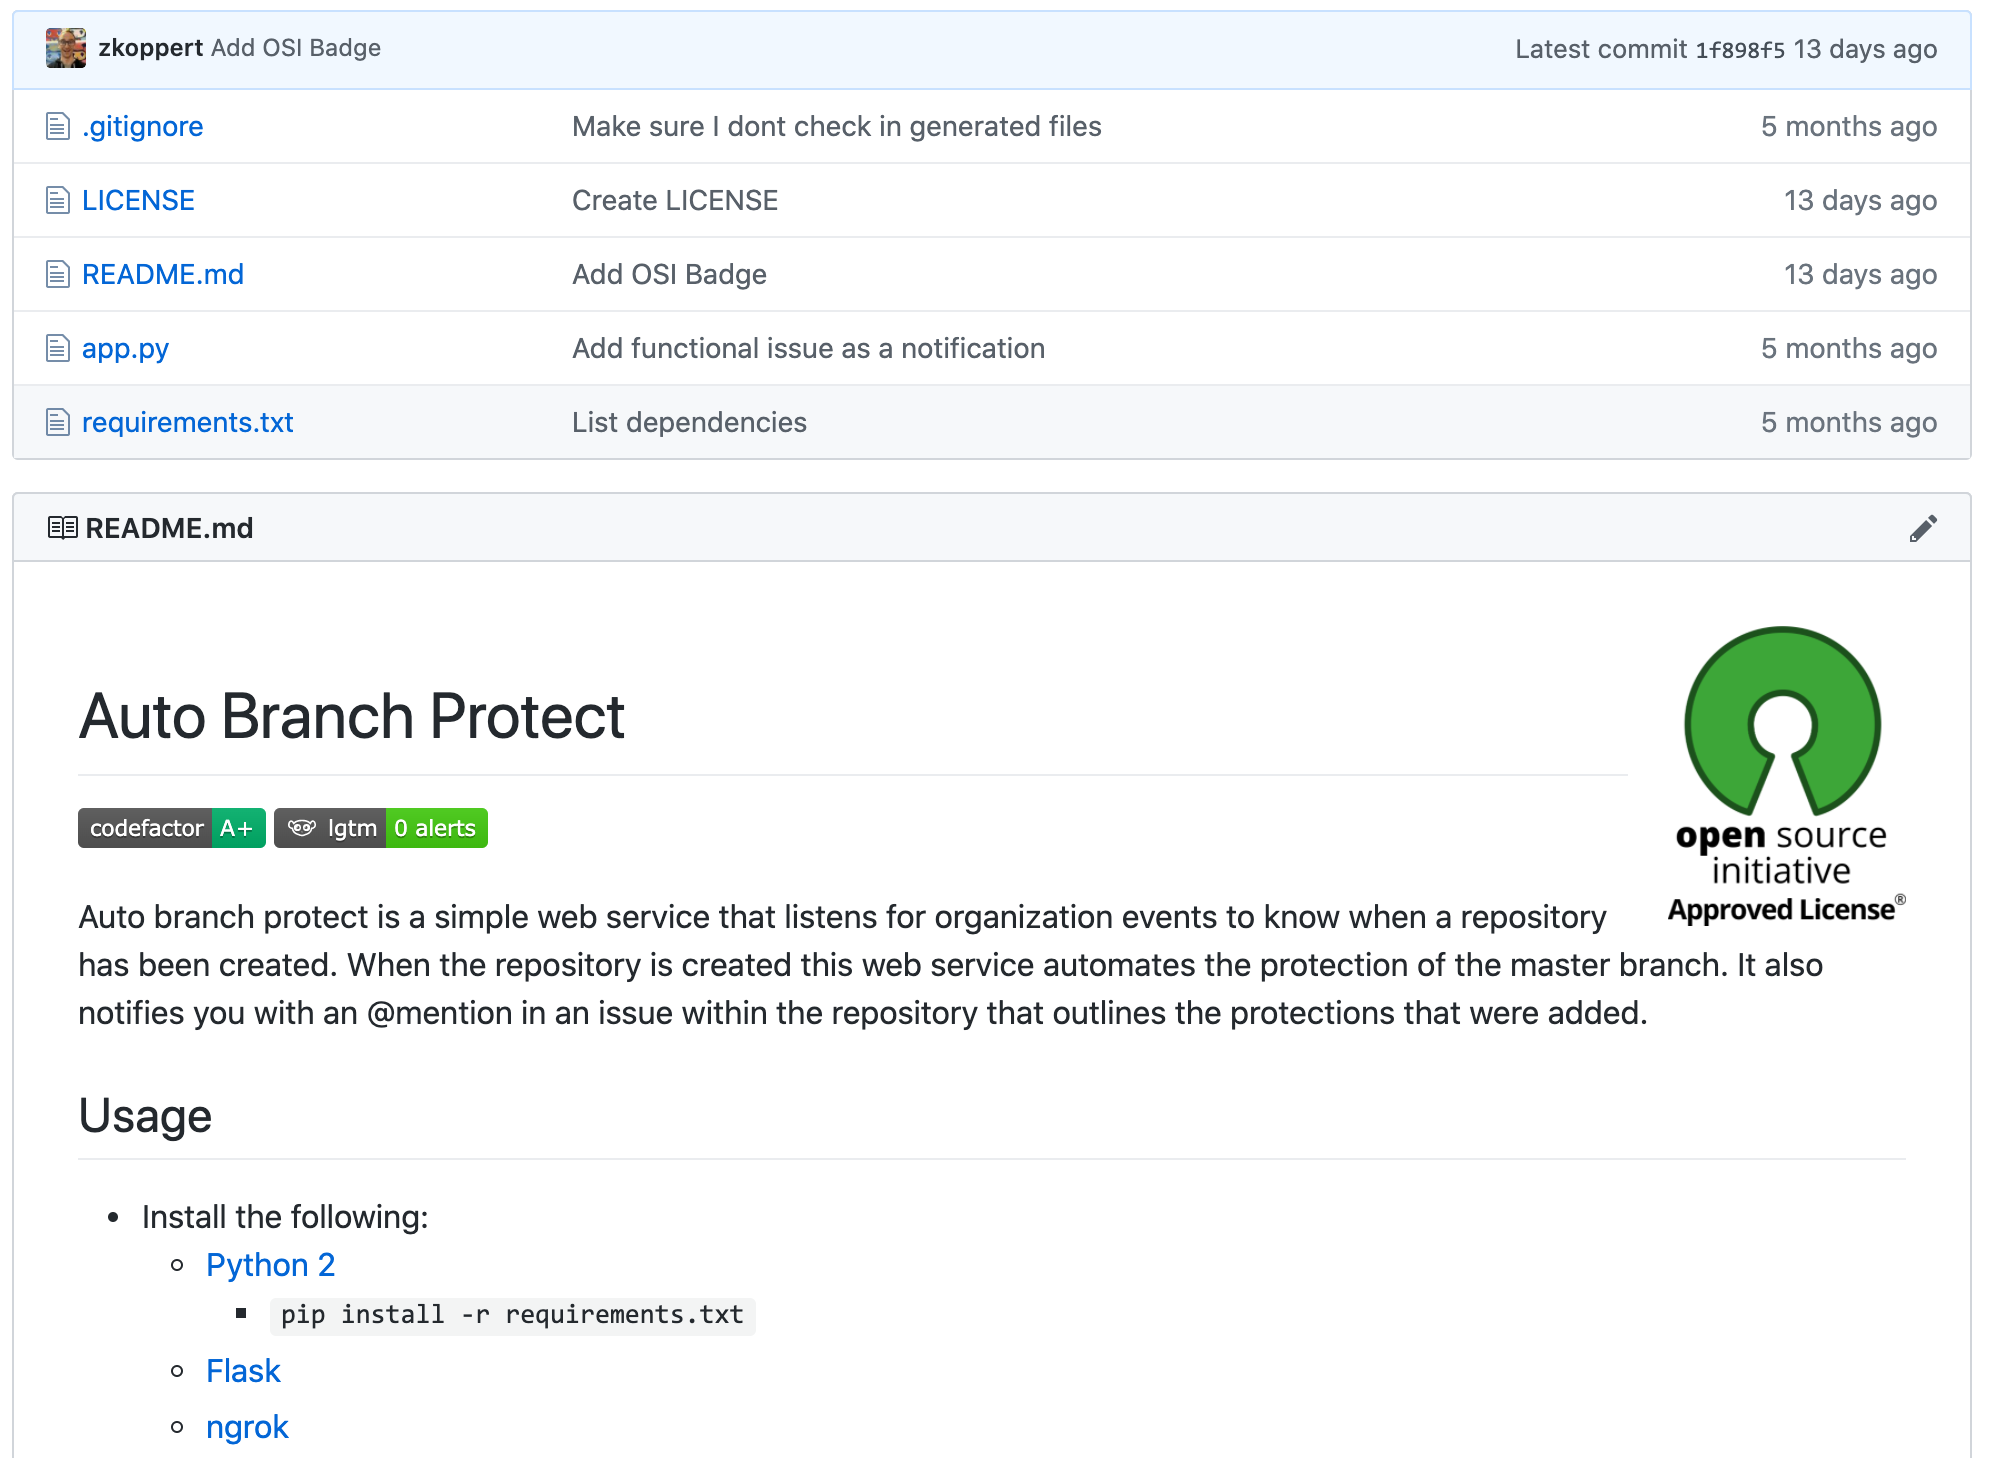 zkoppert Add OSI Badge Latest commit 1f898f5 13 days ago
.gitignore Make sure I dont check in generated files 5 months ago
LICENSE Create LICENSE 13 days ago
README.md Add OSI Badge 13 days ago
app.py Add functional issue as a notification 5 months ago
requirements.txt List dependencies 5 months ago
README.md
Auto Branch Protect
codefactor A+ lgtm 0 alerts
open source
initiative
Approved License®
Auto branch protect is a simple web service that listens for organization events to know when a repository
has been created. When the repository is created this web service automates the protection of the master branch. It also
notifies you with an @mention in an issue within the repository that outlines the protections that were added.
Usage
• Install the following:
Python 2
pip install -r requirements.txt
Flask
ngrok